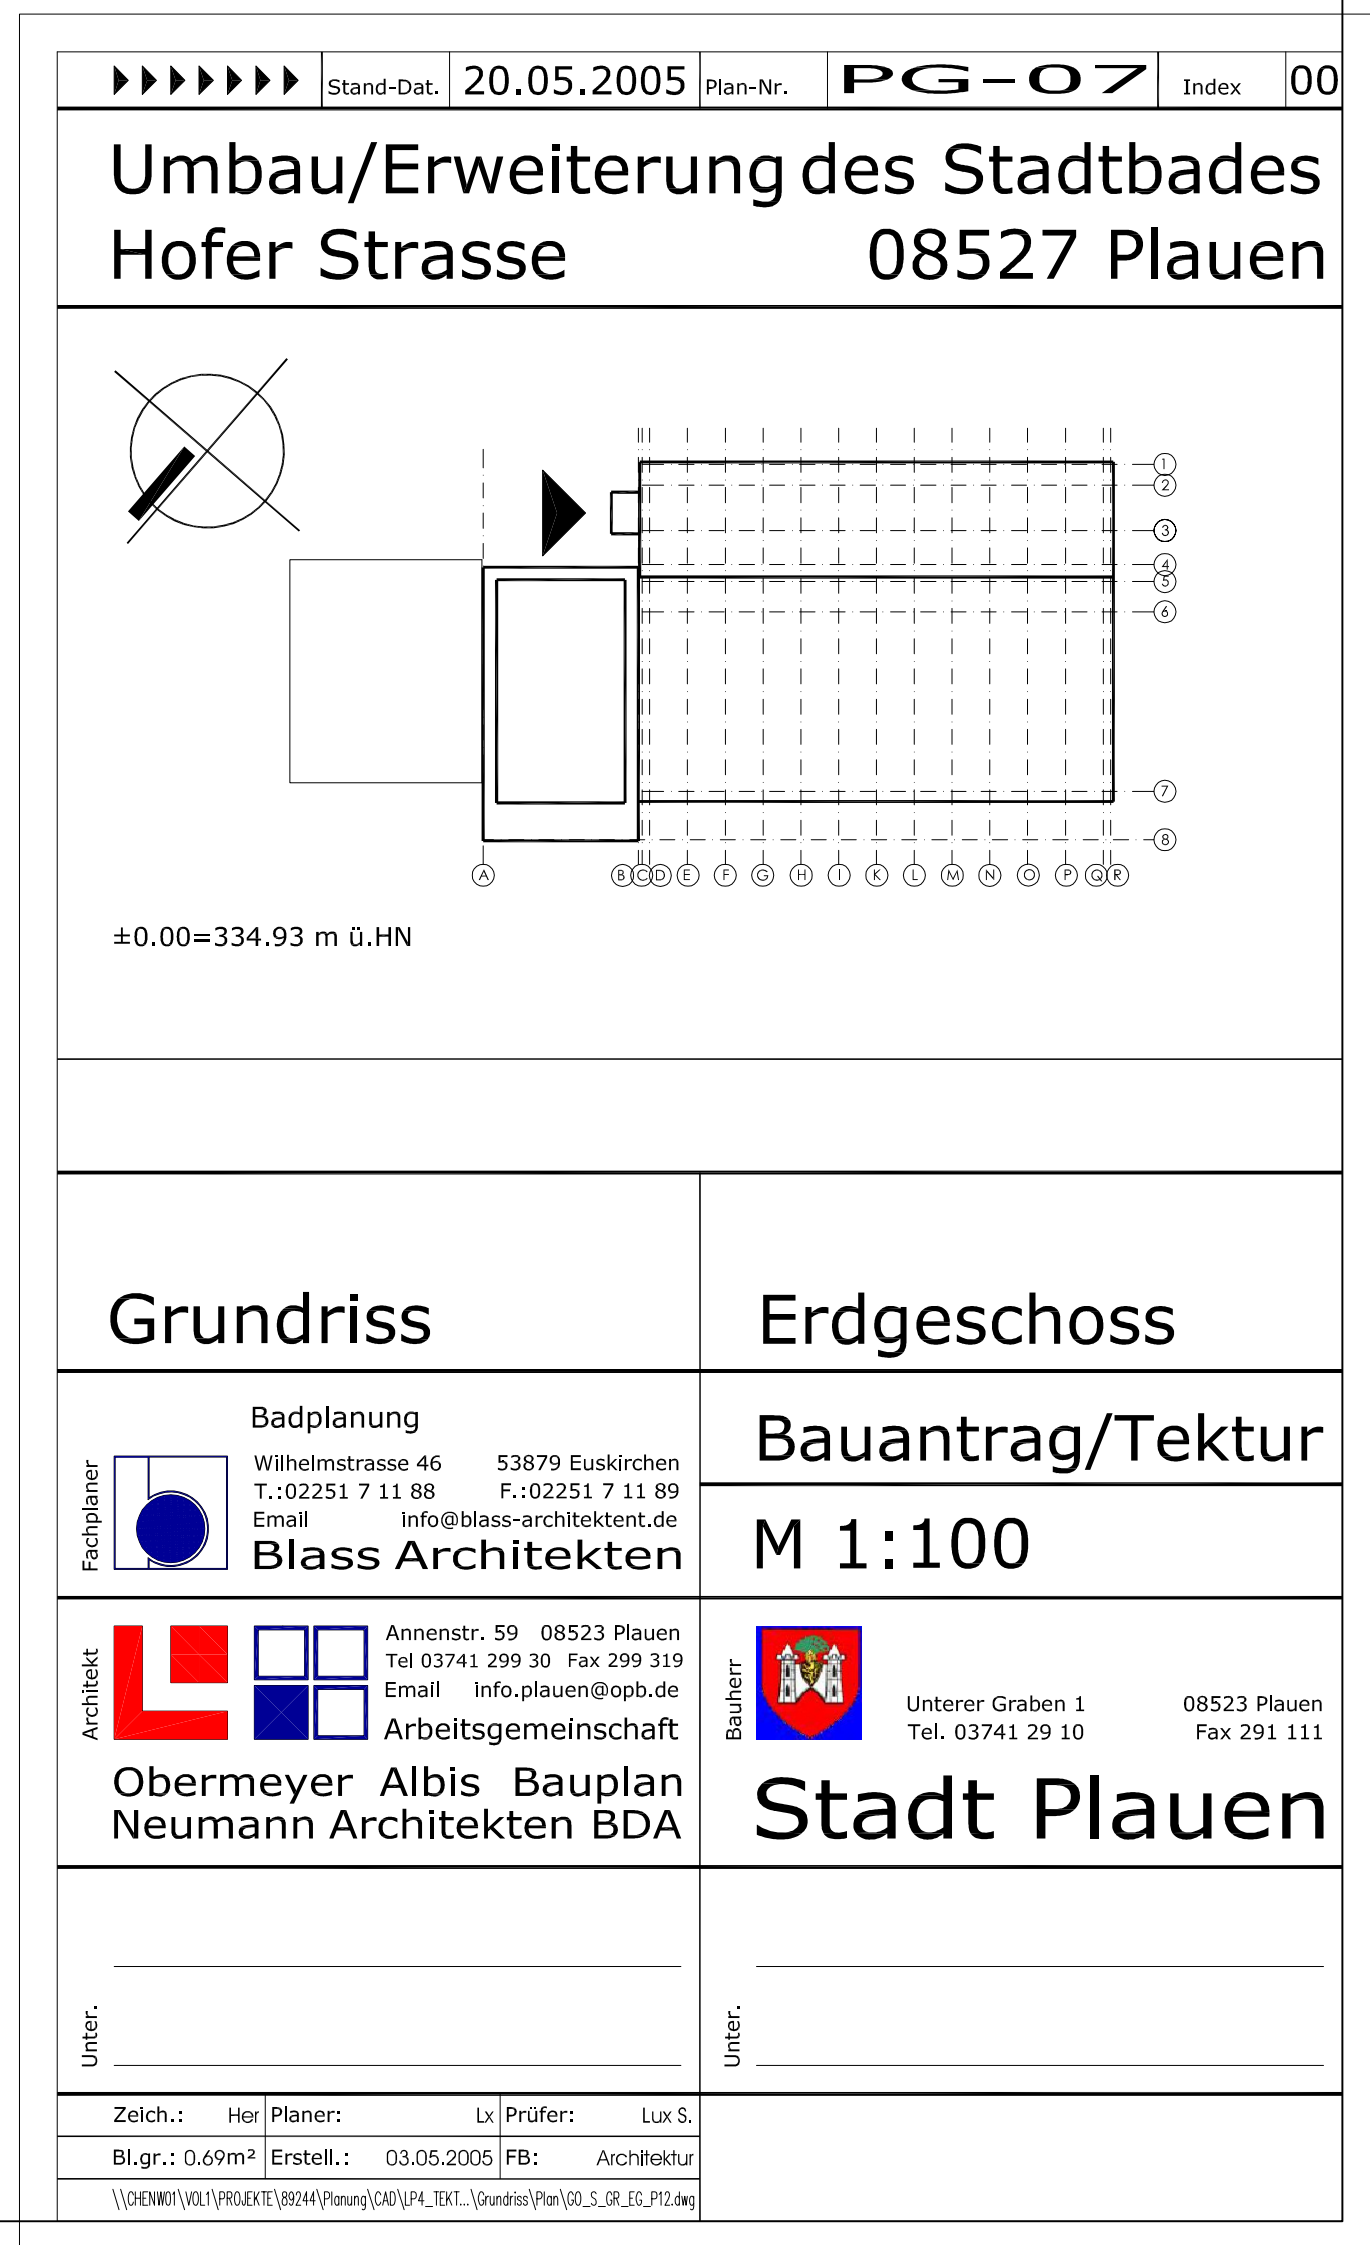 Stand-Dat. 20.05.2005 Plan-Nr. PG-07 Index 00
Umbau/Erweiterung des Stadtbades
Hofer Strasse 08527 Plauen
1
2
3
4
5
6
7
8
A B C D E F G H I K L M N O P Q R
±0.00=334.93 m ü.HN
Grundriss Erdgeschoss
Fachplaner
Badplanung
Wilhelmstrasse 46 53879 Euskirchen
T.:02251 7 11 88 F.:02251 7 11 89
Email info@blass-architektent.de
Blass Architekten
Bauantrag/Tektur
M 1:100
Architekt
Annenstr. 59 08523 Plauen
Tel 03741 299 30 Fax 299 319
Email info.plauen@opb.de
Arbeitsgemeinschaft
Obermeyer Albis Bauplan
Neumann Architekten BDA
Bauherr
Unterer Graben 1 08523 Plauen
Tel. 03741 29 10 Fax 291 111
Stadt Plauen
Unter.
Unter.
Zeich.: Her Planer: Lx Prüfer: Lux S.
Bl.gr.: 0.69m² Erstell.: 03.05.2005 FB: Architektur
\\CHENW01\VOL1\PROJEKTE\89244\Planung\CAD\LP4_TEKT...\Grundriss\Plan\GO_S_GR_EG_P12.dwg